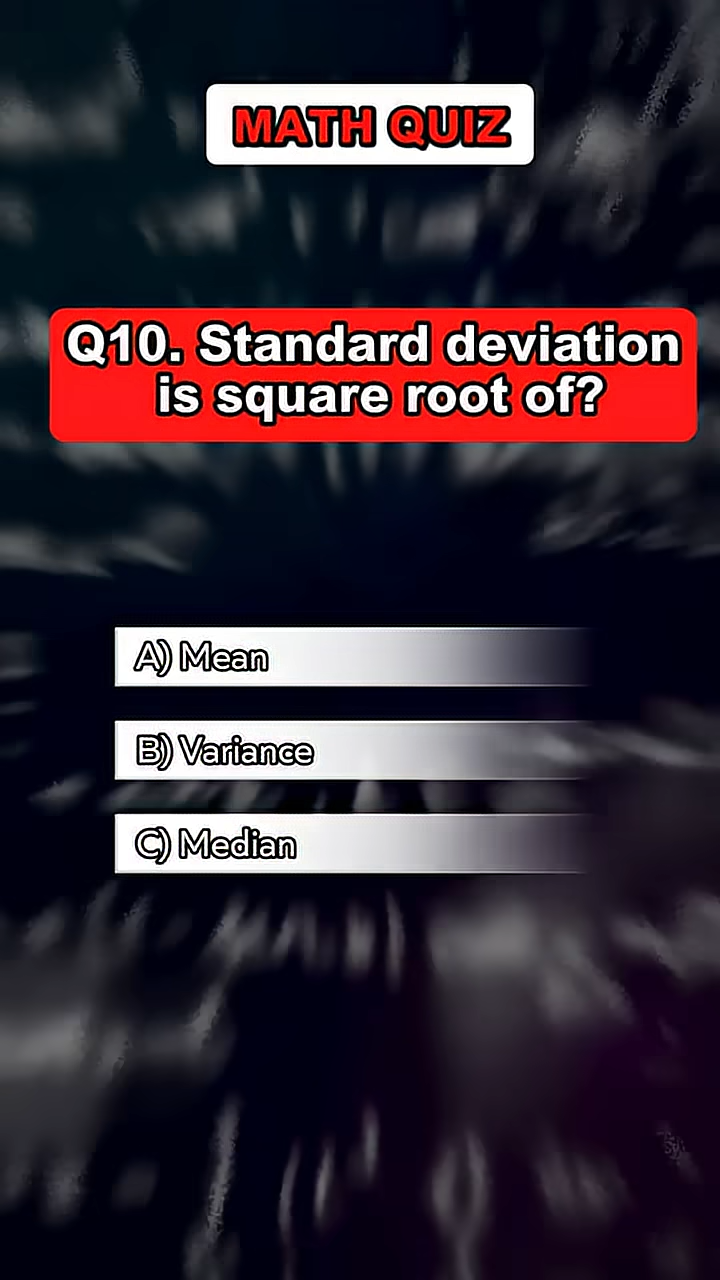 MATH QUIZ
Q10. Standard deviation
is square root of?
A) Mean
B) Variance
C) Median